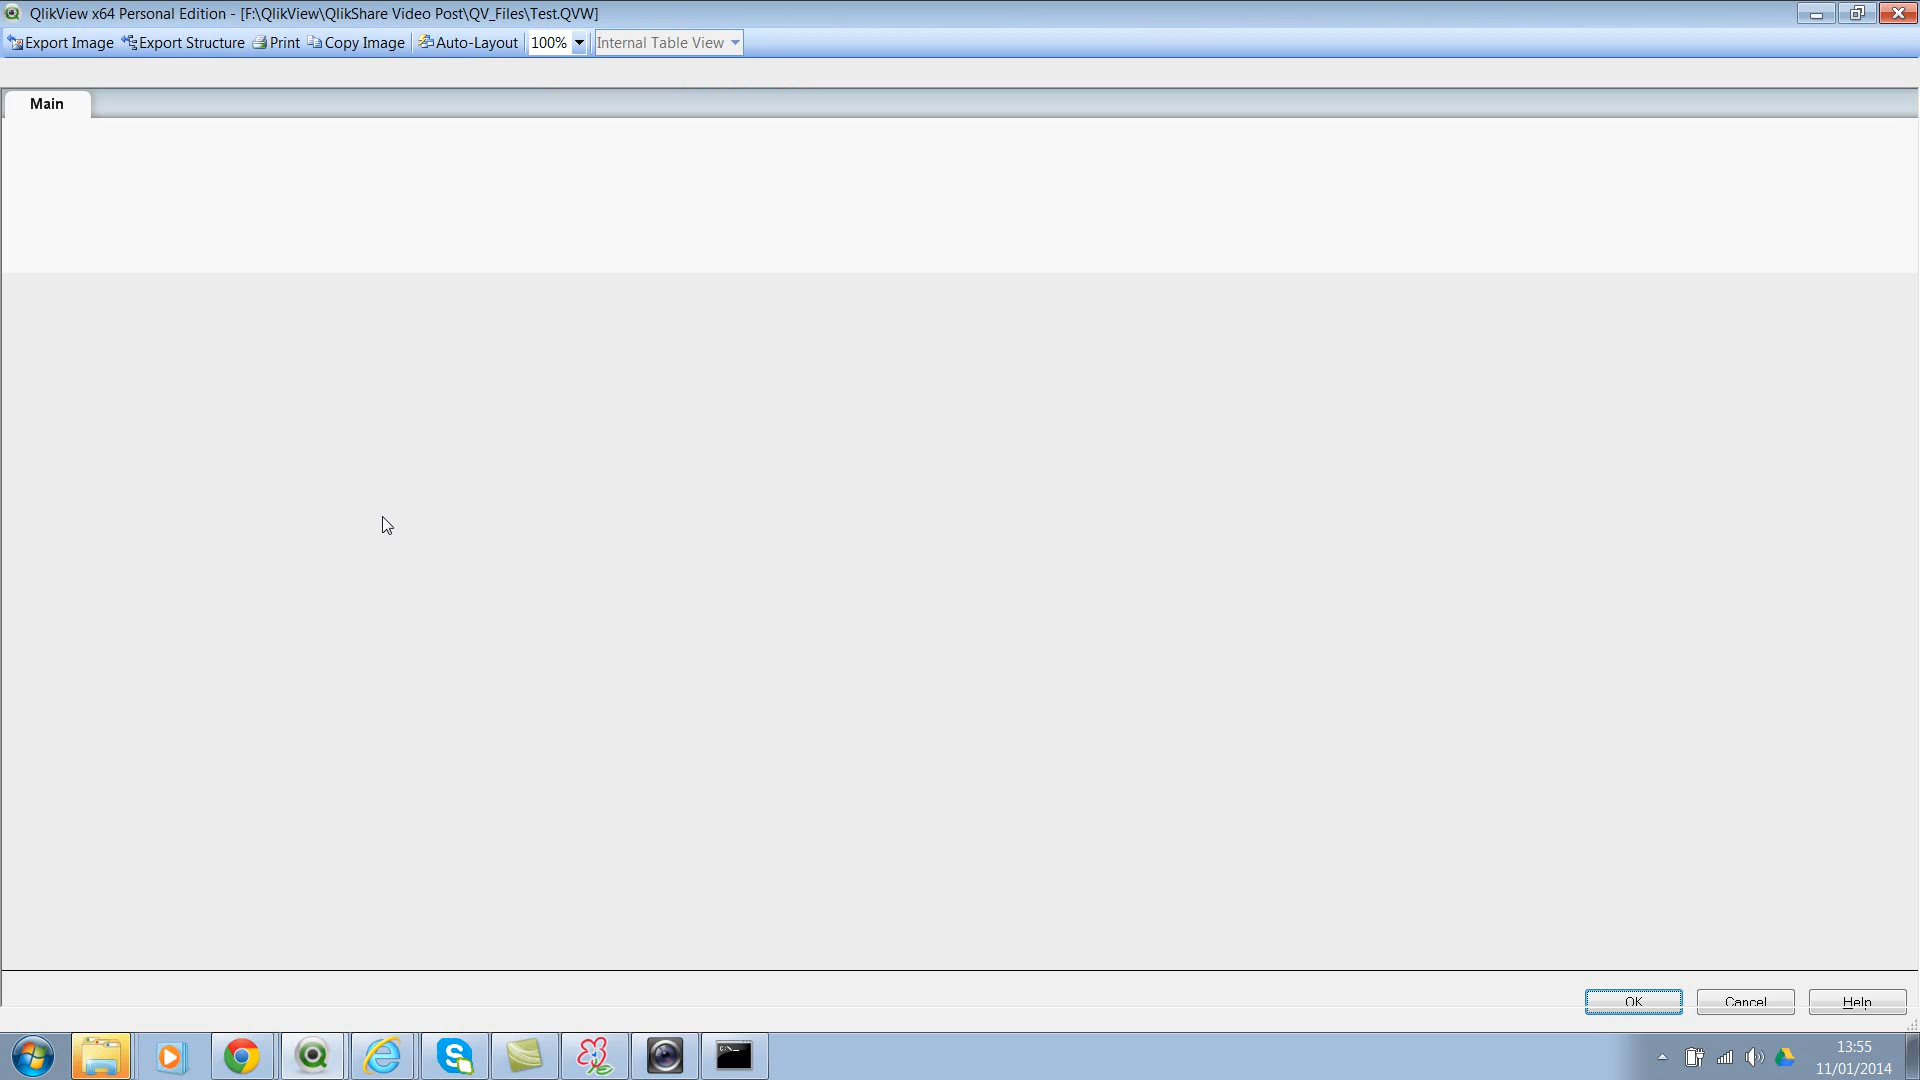 QlikView x64 Personal Edition - [F:\QlikView\QlikShare Video Post\QV_Files\Test.QVW]
Export Image Export Structure Print Copy Image Auto-Layout 100% Internal Table View
Main
OK Cancel Help
13:55
11/01/2014